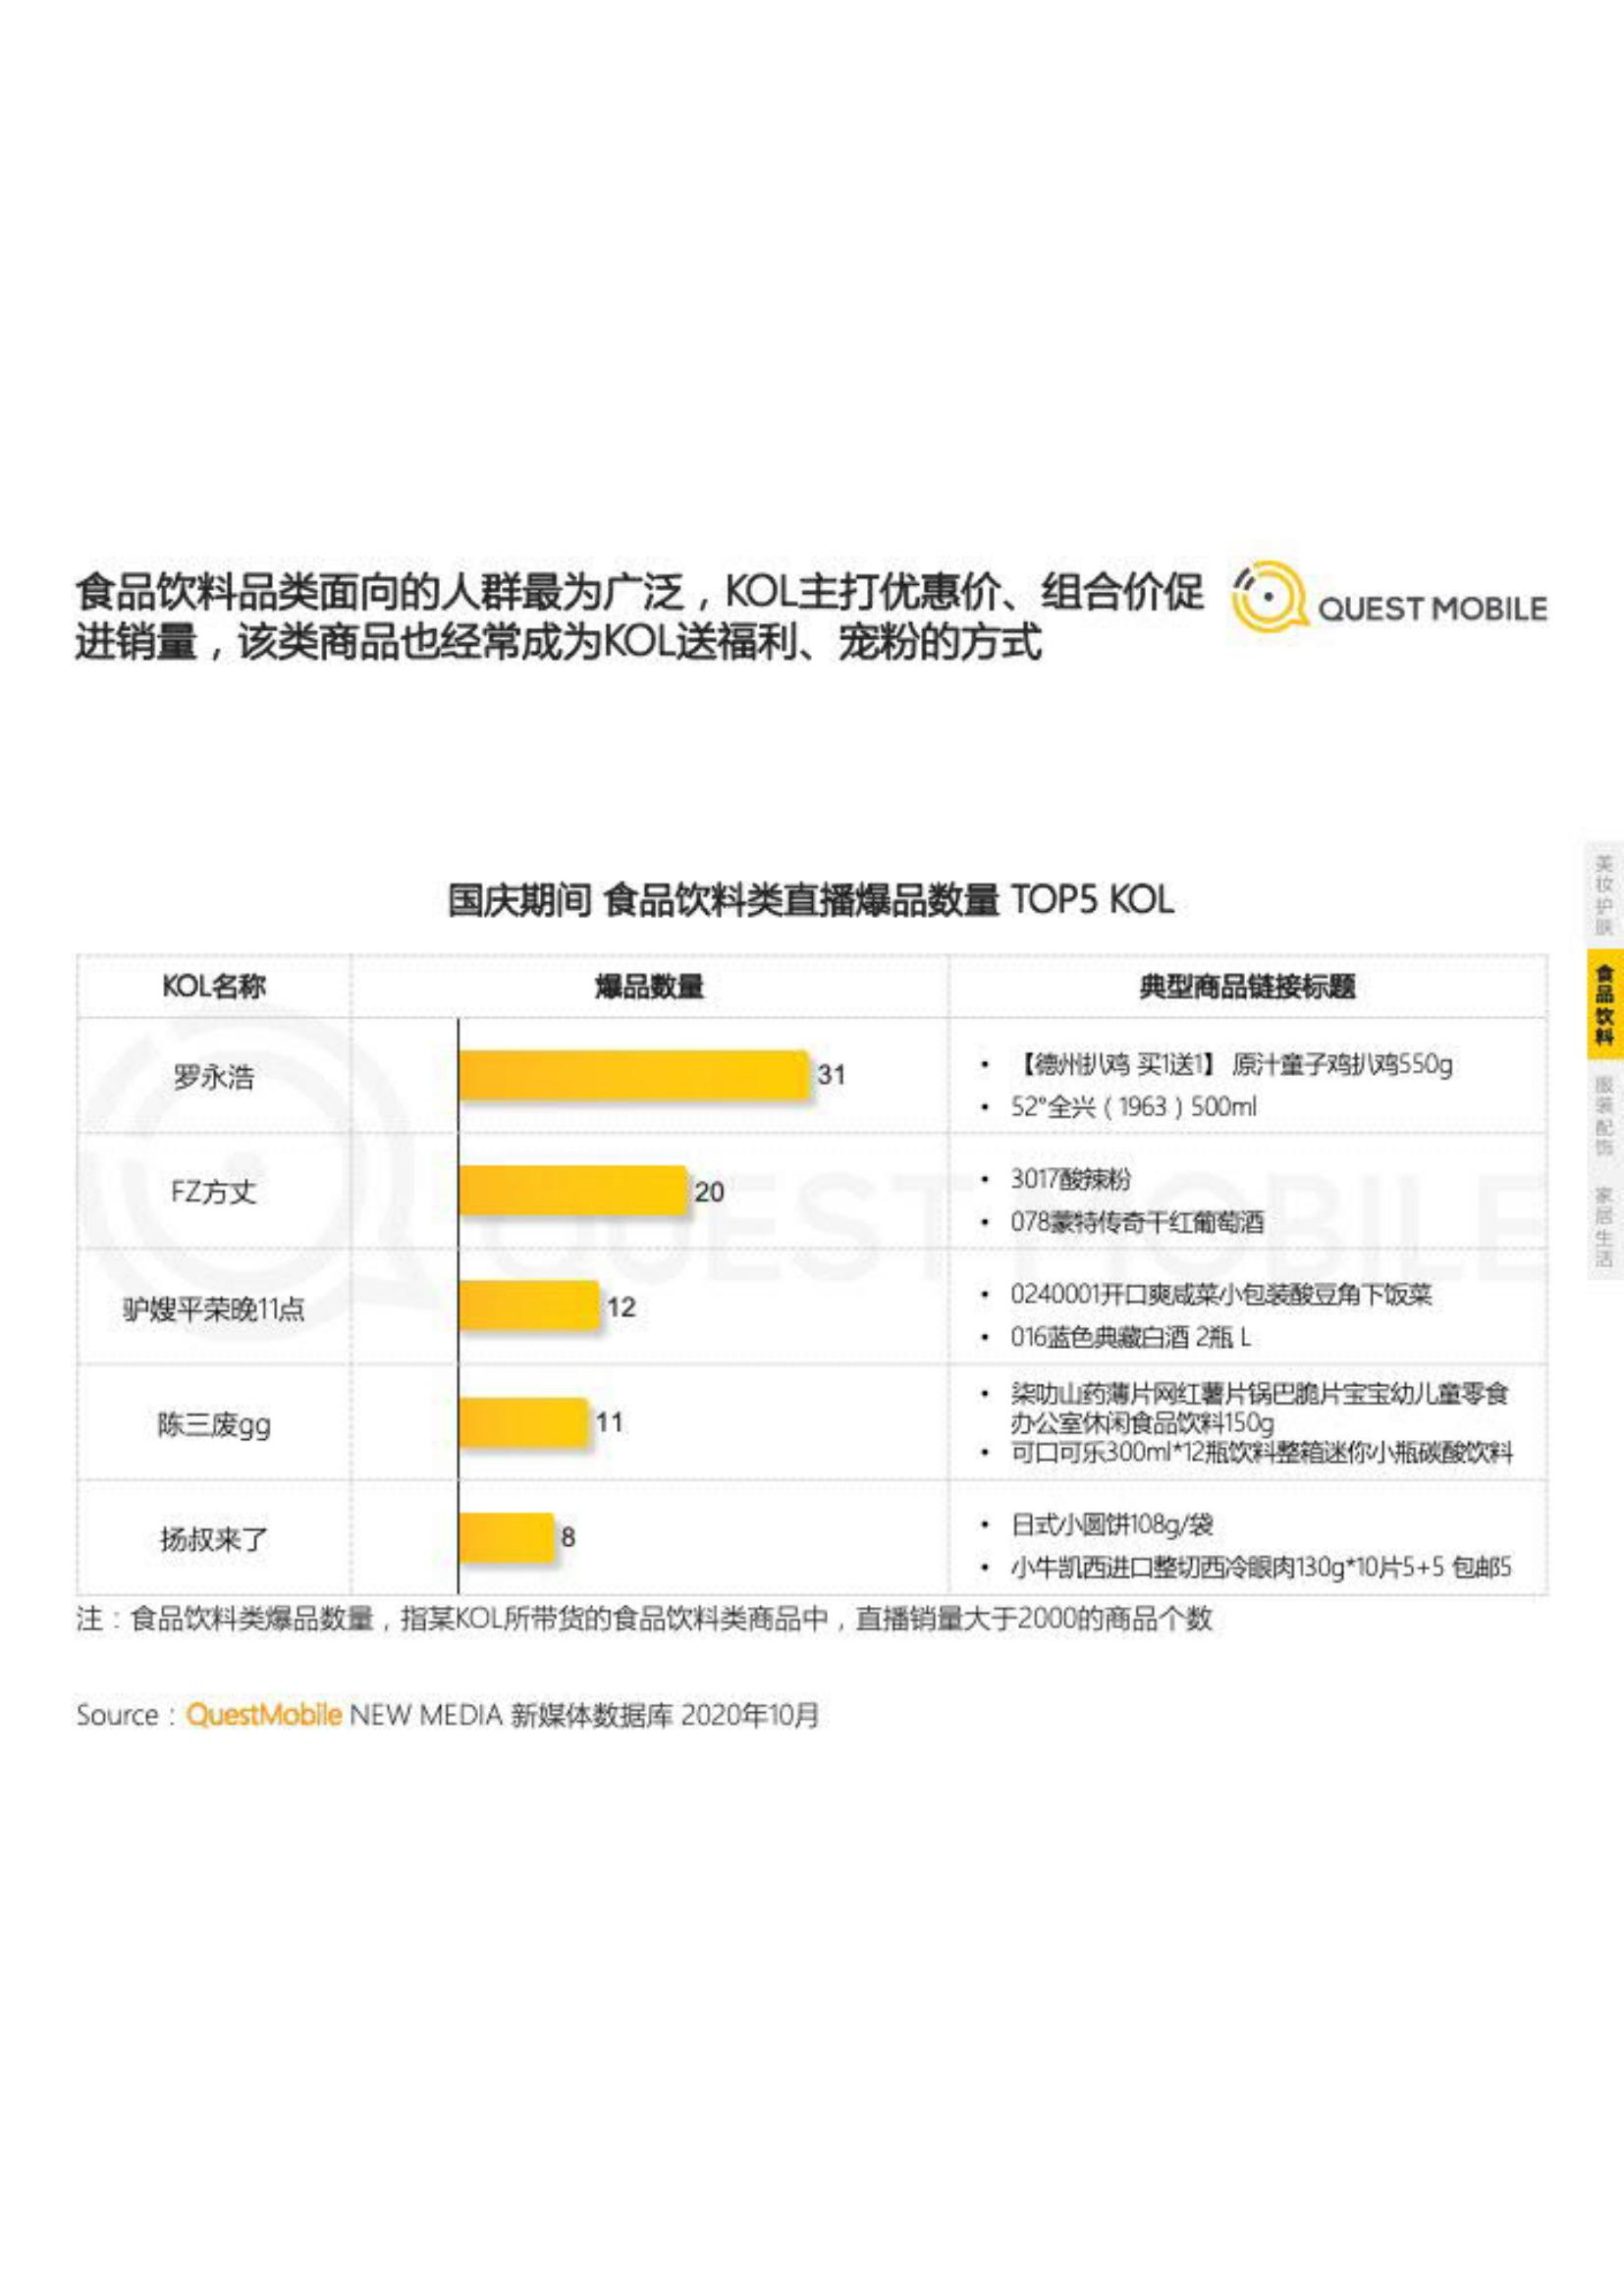 食品饮料品类面向的人群最为广泛，KOL主打优惠价、组合价促
进销量，该类商品也经常成为KOL送福利、宠粉的方式
QUEST MOBILE
国庆期间 食品饮料类直播爆品数量 TOP5 KOL
KOL名称 爆品数量 典型商品链接标题
罗永浩 31
• 【德州扒鸡 买1送1】 原汁童子鸡扒鸡550g
• 52°全兴（1963）500ml
FZ方丈 20
• 3017酸辣粉
• 078蒙特传奇干红葡萄酒
驴嫂平荣晚11点 12
• 0240001开口爽咸菜小包装酸豆角下饭菜
• 016蓝色典藏白酒 2瓶 L
陈三废gg 11
• 柒叻山药薄片网红薯片锅巴脆片宝宝幼儿童零食
办公室休闲食品饮料150g
• 可口可乐300ml*12瓶饮料整箱迷你小瓶碳酸饮料
扬叔来了 8
• 日式小圆饼108g/袋
• 小牛凯西进口整切西冷眼肉130g*10片5+5 包邮5
注：食品饮料类爆品数量，指某KOL所带货的食品饮料类商品中，直播销量大于2000的商品个数
Source：QuestMobile NEW MEDIA 新媒体数据库 2020年10月
美妆护肤
食品饮料
服装配饰
家居生活
QUEST MOBILE